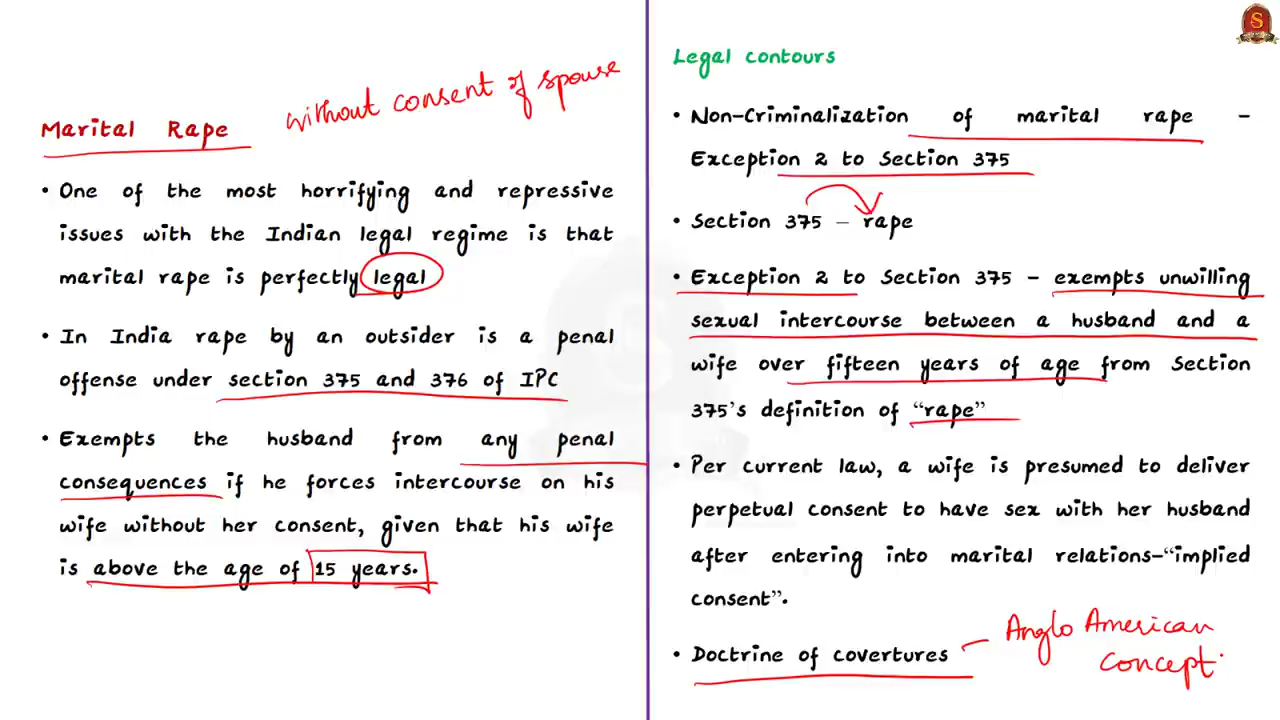 Marital Rape
without consent of spouse
• One of the most horrifying and repressive
issues with the Indian legal regime is that
marital rape is perfectly legal
• In India rape by an outsider is a penal
offense under section 375 and 376 of IPC
• Exempts the husband from any penal
consequences if he forces intercourse on his
wife without her consent, given that his wife
is above the age of 15 years.
Legal contours
• Non-Criminalization of marital rape –
Exception 2 to Section 375
• Section 375 – rape
• Exception 2 to Section 375 – exempts unwilling
sexual intercourse between a husband and a
wife over fifteen years of age from Section
375's definition of “rape”
• Per current law, a wife is presumed to deliver
perpetual consent to have sex with her husband
after entering into marital relations–“implied
consent”.
• Doctrine of covertures
Anglo American
Concept